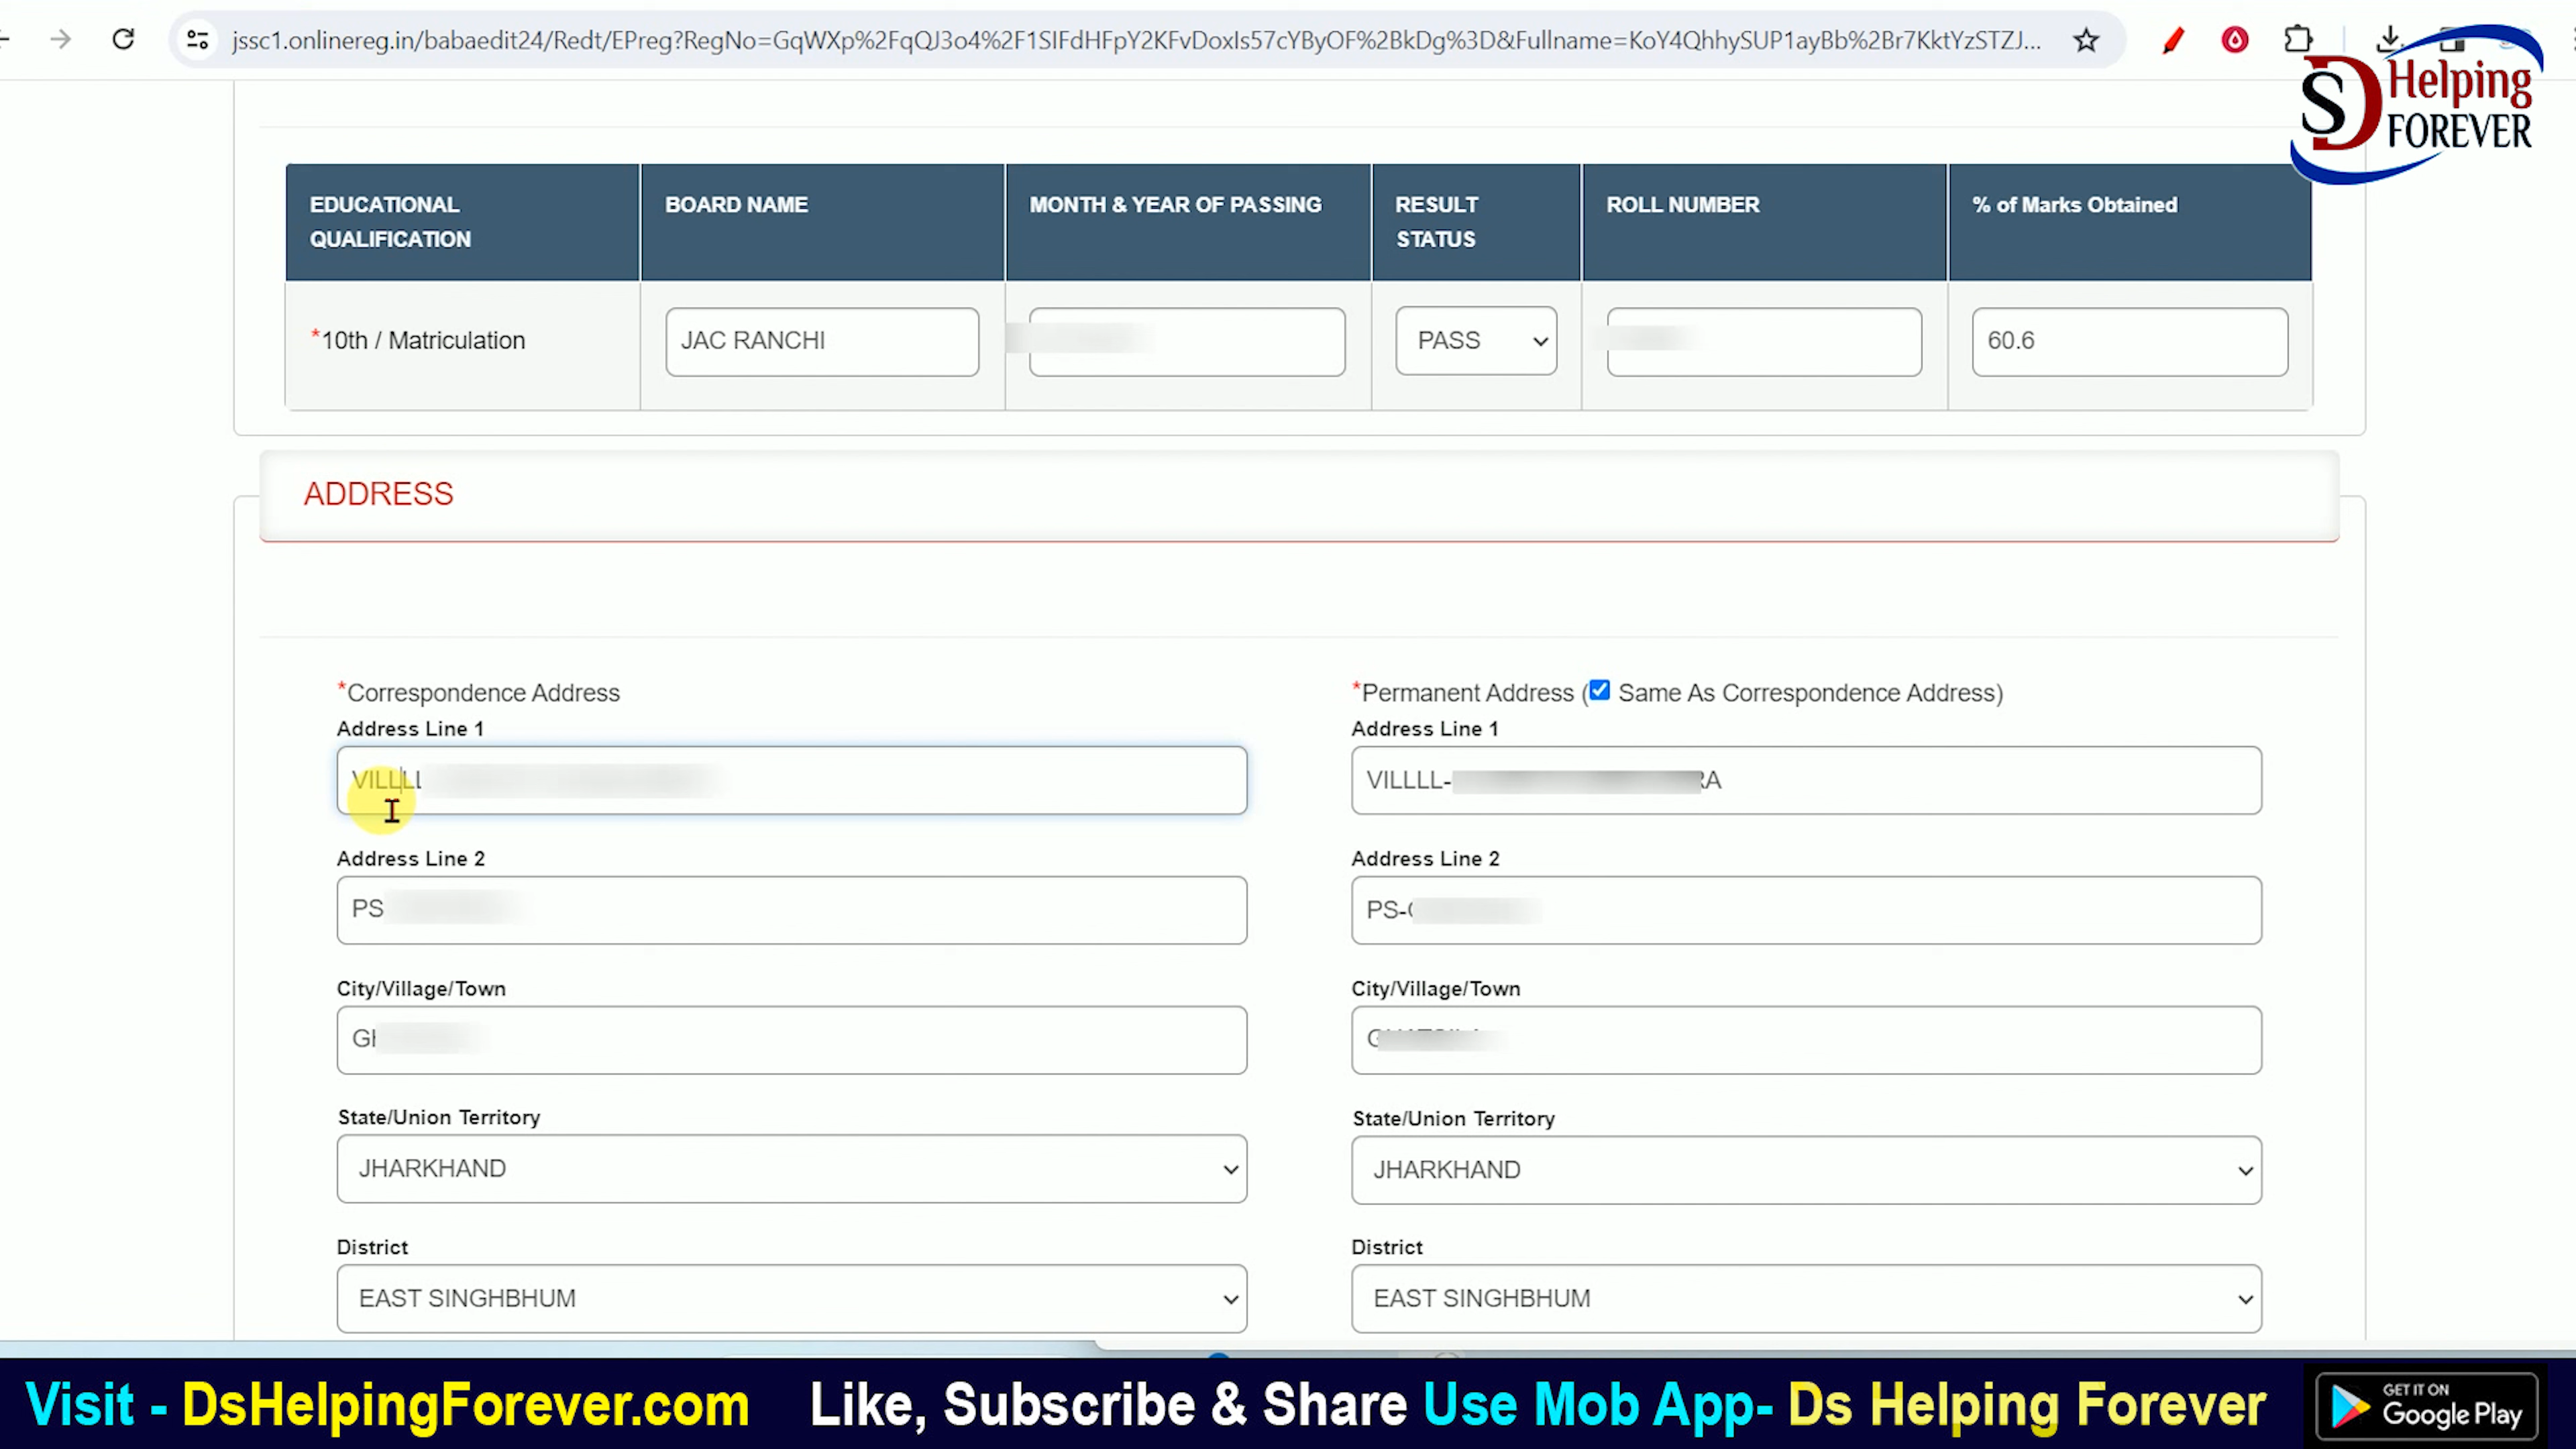 jssc1.onlinereg.in/babaedit24/Redt/EPreg?RegNo=GqWXp%2FqQJ3o4%2F1SIFdHFpY2KFvDoxIs57cYByOF%2BkDg%3D&Fullname=KoY4QhhySUP1ayBb%2Br7KktYzSTZJ...
DS Helping
FOREVER
EDUCATIONAL QUALIFICATION BOARD NAME MONTH & YEAR OF PASSING RESULT STATUS ROLL NUMBER % of Marks Obtained
*10th / Matriculation JAC RANCHI PASS 60.6
ADDRESS
*Correspondence Address *Permanent Address ( Same As Correspondence Address)
Address Line 1 Address Line 1
VILLLL VILLLL- RA
Address Line 2 Address Line 2
PS PS-
City/Village/Town City/Village/Town
State/Union Territory State/Union Territory
JHARKHAND JHARKHAND
District District
EAST SINGHBHUM EAST SINGHBHUM
Visit - DsHelpingForever.com Like, Subscribe & Share Use Mob App- Ds Helping Forever GET IT ON Google Play